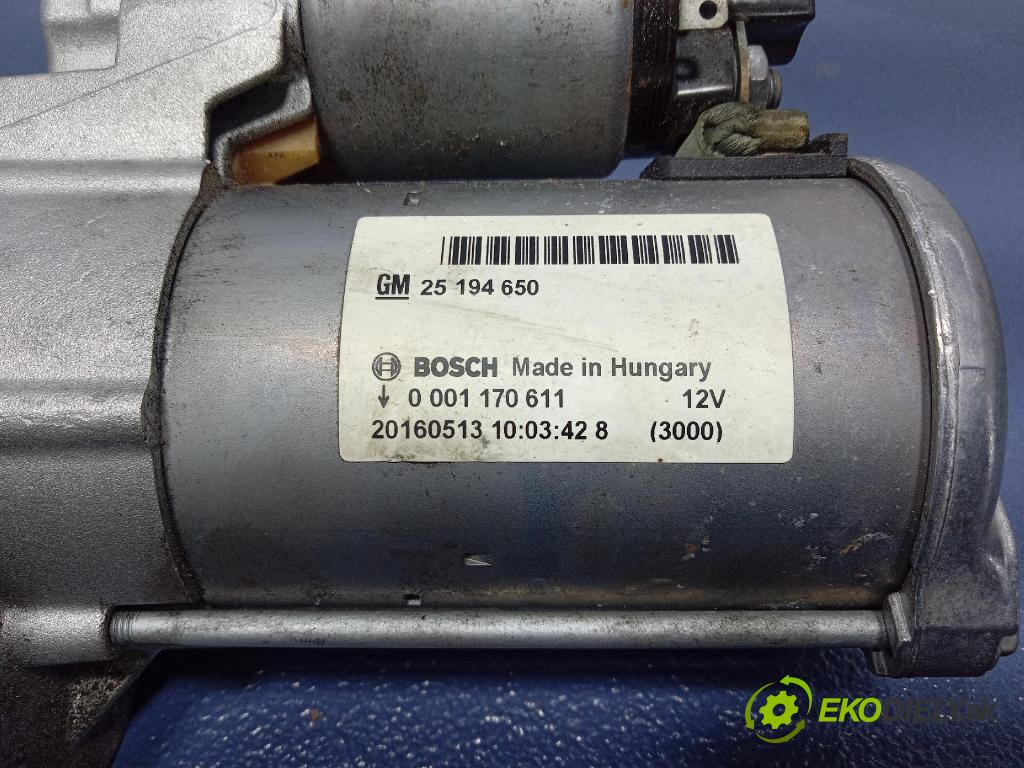 GM 25 194 650
BOSCH Made in Hungary
0 001 170 611 12V
20160513 10:03:42 8 (3000)
EKODIELY.SK